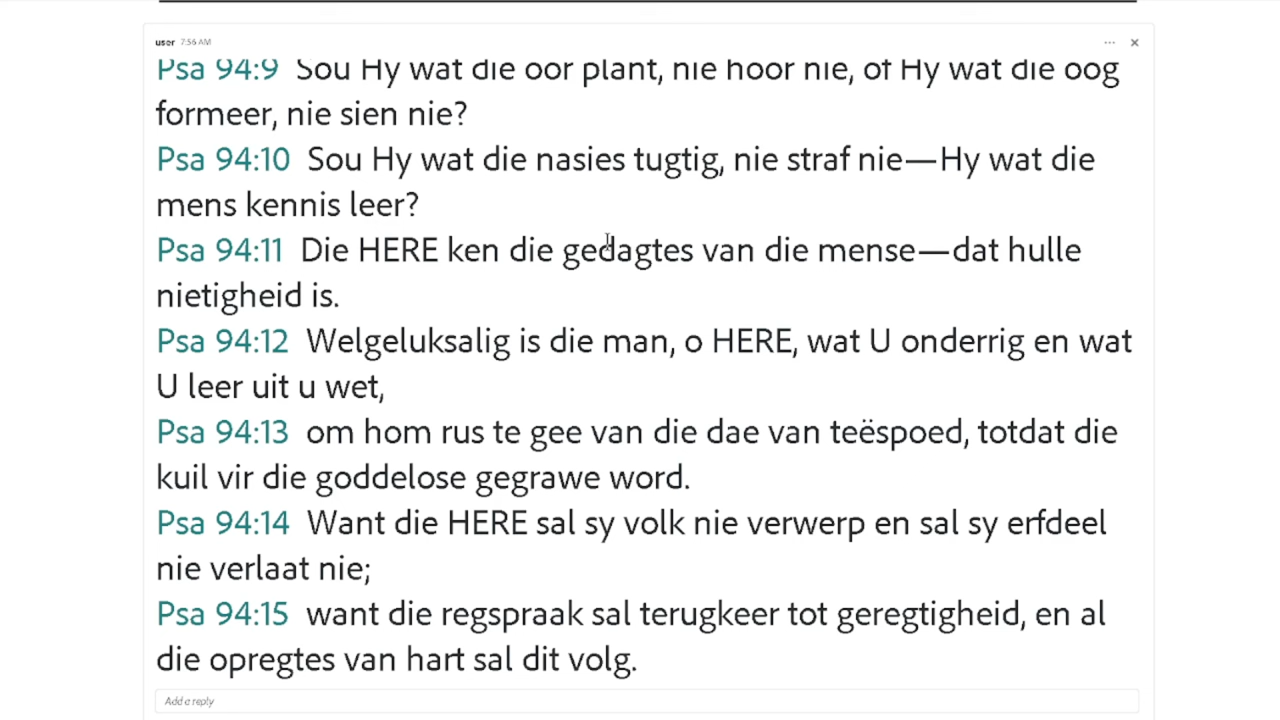 user 7:56 AM
Psa 94:9 Sou Hy wat die oor plant, nie hoor nie, of Hy wat die oog
formeer, nie sien nie?
Psa 94:10 Sou Hy wat die nasies tugtig, nie straf nie—Hy wat die
mens kennis leer?
Psa 94:11 Die HERE ken die gedagtes van die mense—dat hulle
nietigheid is.
Psa 94:12 Welgeluksalig is die man, o HERE, wat U onderrig en wat
U leer uit u wet,
Psa 94:13 om hom rus te gee van die dae van teëspoed, totdat die
kuil vir die goddelose gegrawe word.
Psa 94:14 Want die HERE sal sy volk nie verwerp en sal sy erfdeel
nie verlaat nie;
Psa 94:15 want die regspraak sal terugkeer tot geregtigheid, en al
die opregtes van hart sal dit volg.
Add a reply